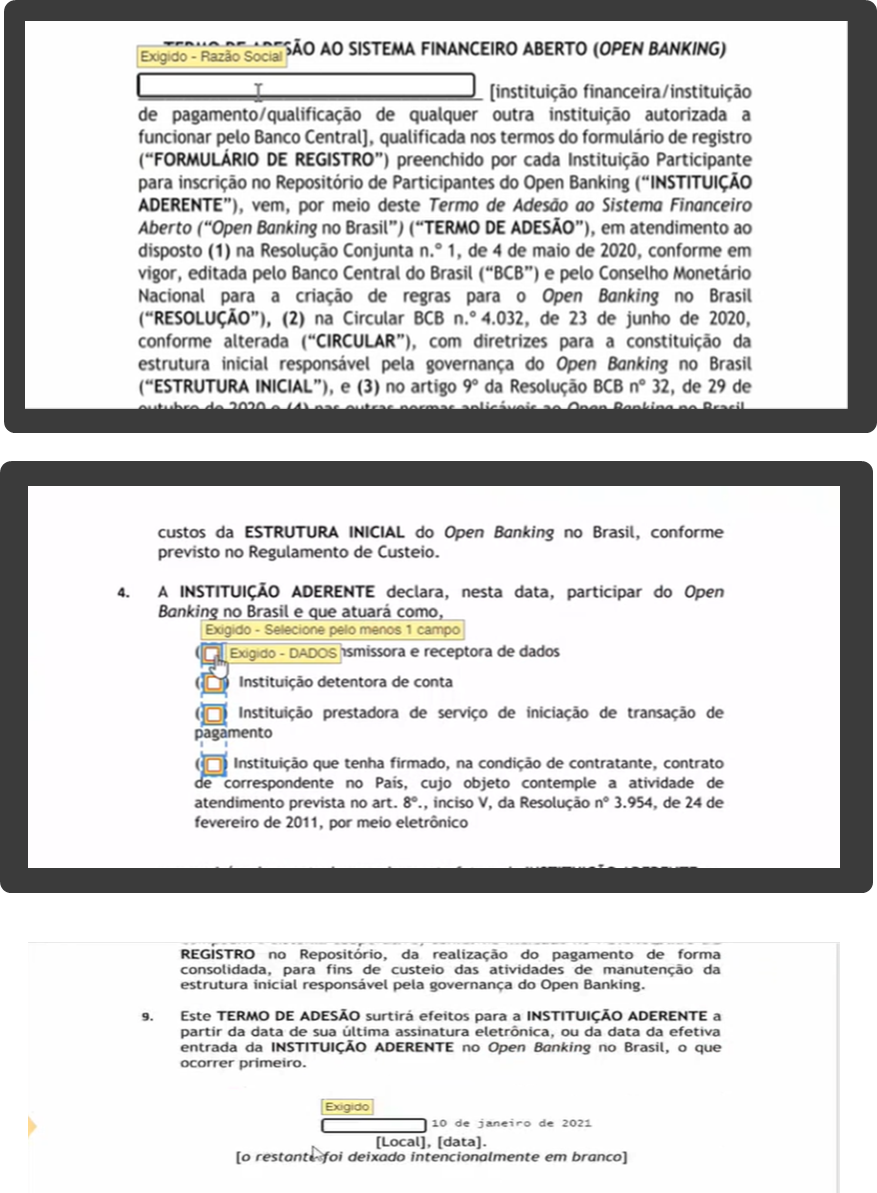 TERMO DE ADESÃO AO SISTEMA FINANCEIRO ABERTO (OPEN BANKING)
Exigido - Razão Social
[instituição financeira/instituição
de pagamento/qualificação de qualquer outra instituição autorizada a
funcionar pelo Banco Central], qualificada nos termos do formulário de registro
(“FORMULÁRIO DE REGISTRO”) preenchido por cada Instituição Participante
para inscrição no Repositório de Participantes do Open Banking (“INSTITUIÇÃO
ADERENTE”), vem, por meio deste Termo de Adesão ao Sistema Financeiro
Aberto (“Open Banking no Brasil”) (“TERMO DE ADESÃO”), em atendimento ao
disposto (1) na Resolução Conjunta n.º 1, de 4 de maio de 2020, conforme em
vigor, editada pelo Banco Central do Brasil (“BCB”) e pelo Conselho Monetário
Nacional para a criação de regras para o Open Banking no Brasil
(“RESOLUÇÃO”), (2) na Circular BCB n.º 4.032, de 23 de junho de 2020,
conforme alterada (“CIRCULAR”), com diretrizes para a constituição da
estrutura inicial responsável pela governança do Open Banking no Brasil
(“ESTRUTURA INICIAL”), e (3) no artigo 9º da Resolução BCB nº 32, de 29 de
outubro de 2020 e (4) nas outras normas aplicáveis ao Open Banking no Brasil,
custos da ESTRUTURA INICIAL do Open Banking no Brasil, conforme
previsto no Regulamento de Custeio.
4. A INSTITUIÇÃO ADERENTE declara, nesta data, participar do Open
Banking no Brasil e que atuará como,
Exigido - Selecione pelo menos 1 campo
Exigido - DADOS nsmissora e receptora de dados
( ) Instituição detentora de conta
( ) Instituição prestadora de serviço de iniciação de transação de
pagamento
( ) Instituição que tenha firmado, na condição de contratante, contrato
de correspondente no País, cujo objeto contemple a atividade de
atendimento prevista no art. 8º., inciso V, da Resolução nº 3.954, de 24 de
fevereiro de 2011, por meio eletrônico
REGISTRO no Repositório, da realização do pagamento de forma
consolidada, para fins de custeio das atividades de manutenção da
estrutura inicial responsável pela governança do Open Banking.
9. Este TERMO DE ADESÃO surtirá efeitos para a INSTITUIÇÃO ADERENTE a
partir da data de sua última assinatura eletrônica, ou da data da efetiva
entrada da INSTITUIÇÃO ADERENTE no Open Banking no Brasil, o que
ocorrer primeiro.
Exigido
10 de janeiro de 2021
[Local], [data].
[o restante foi deixado intencionalmente em branco]